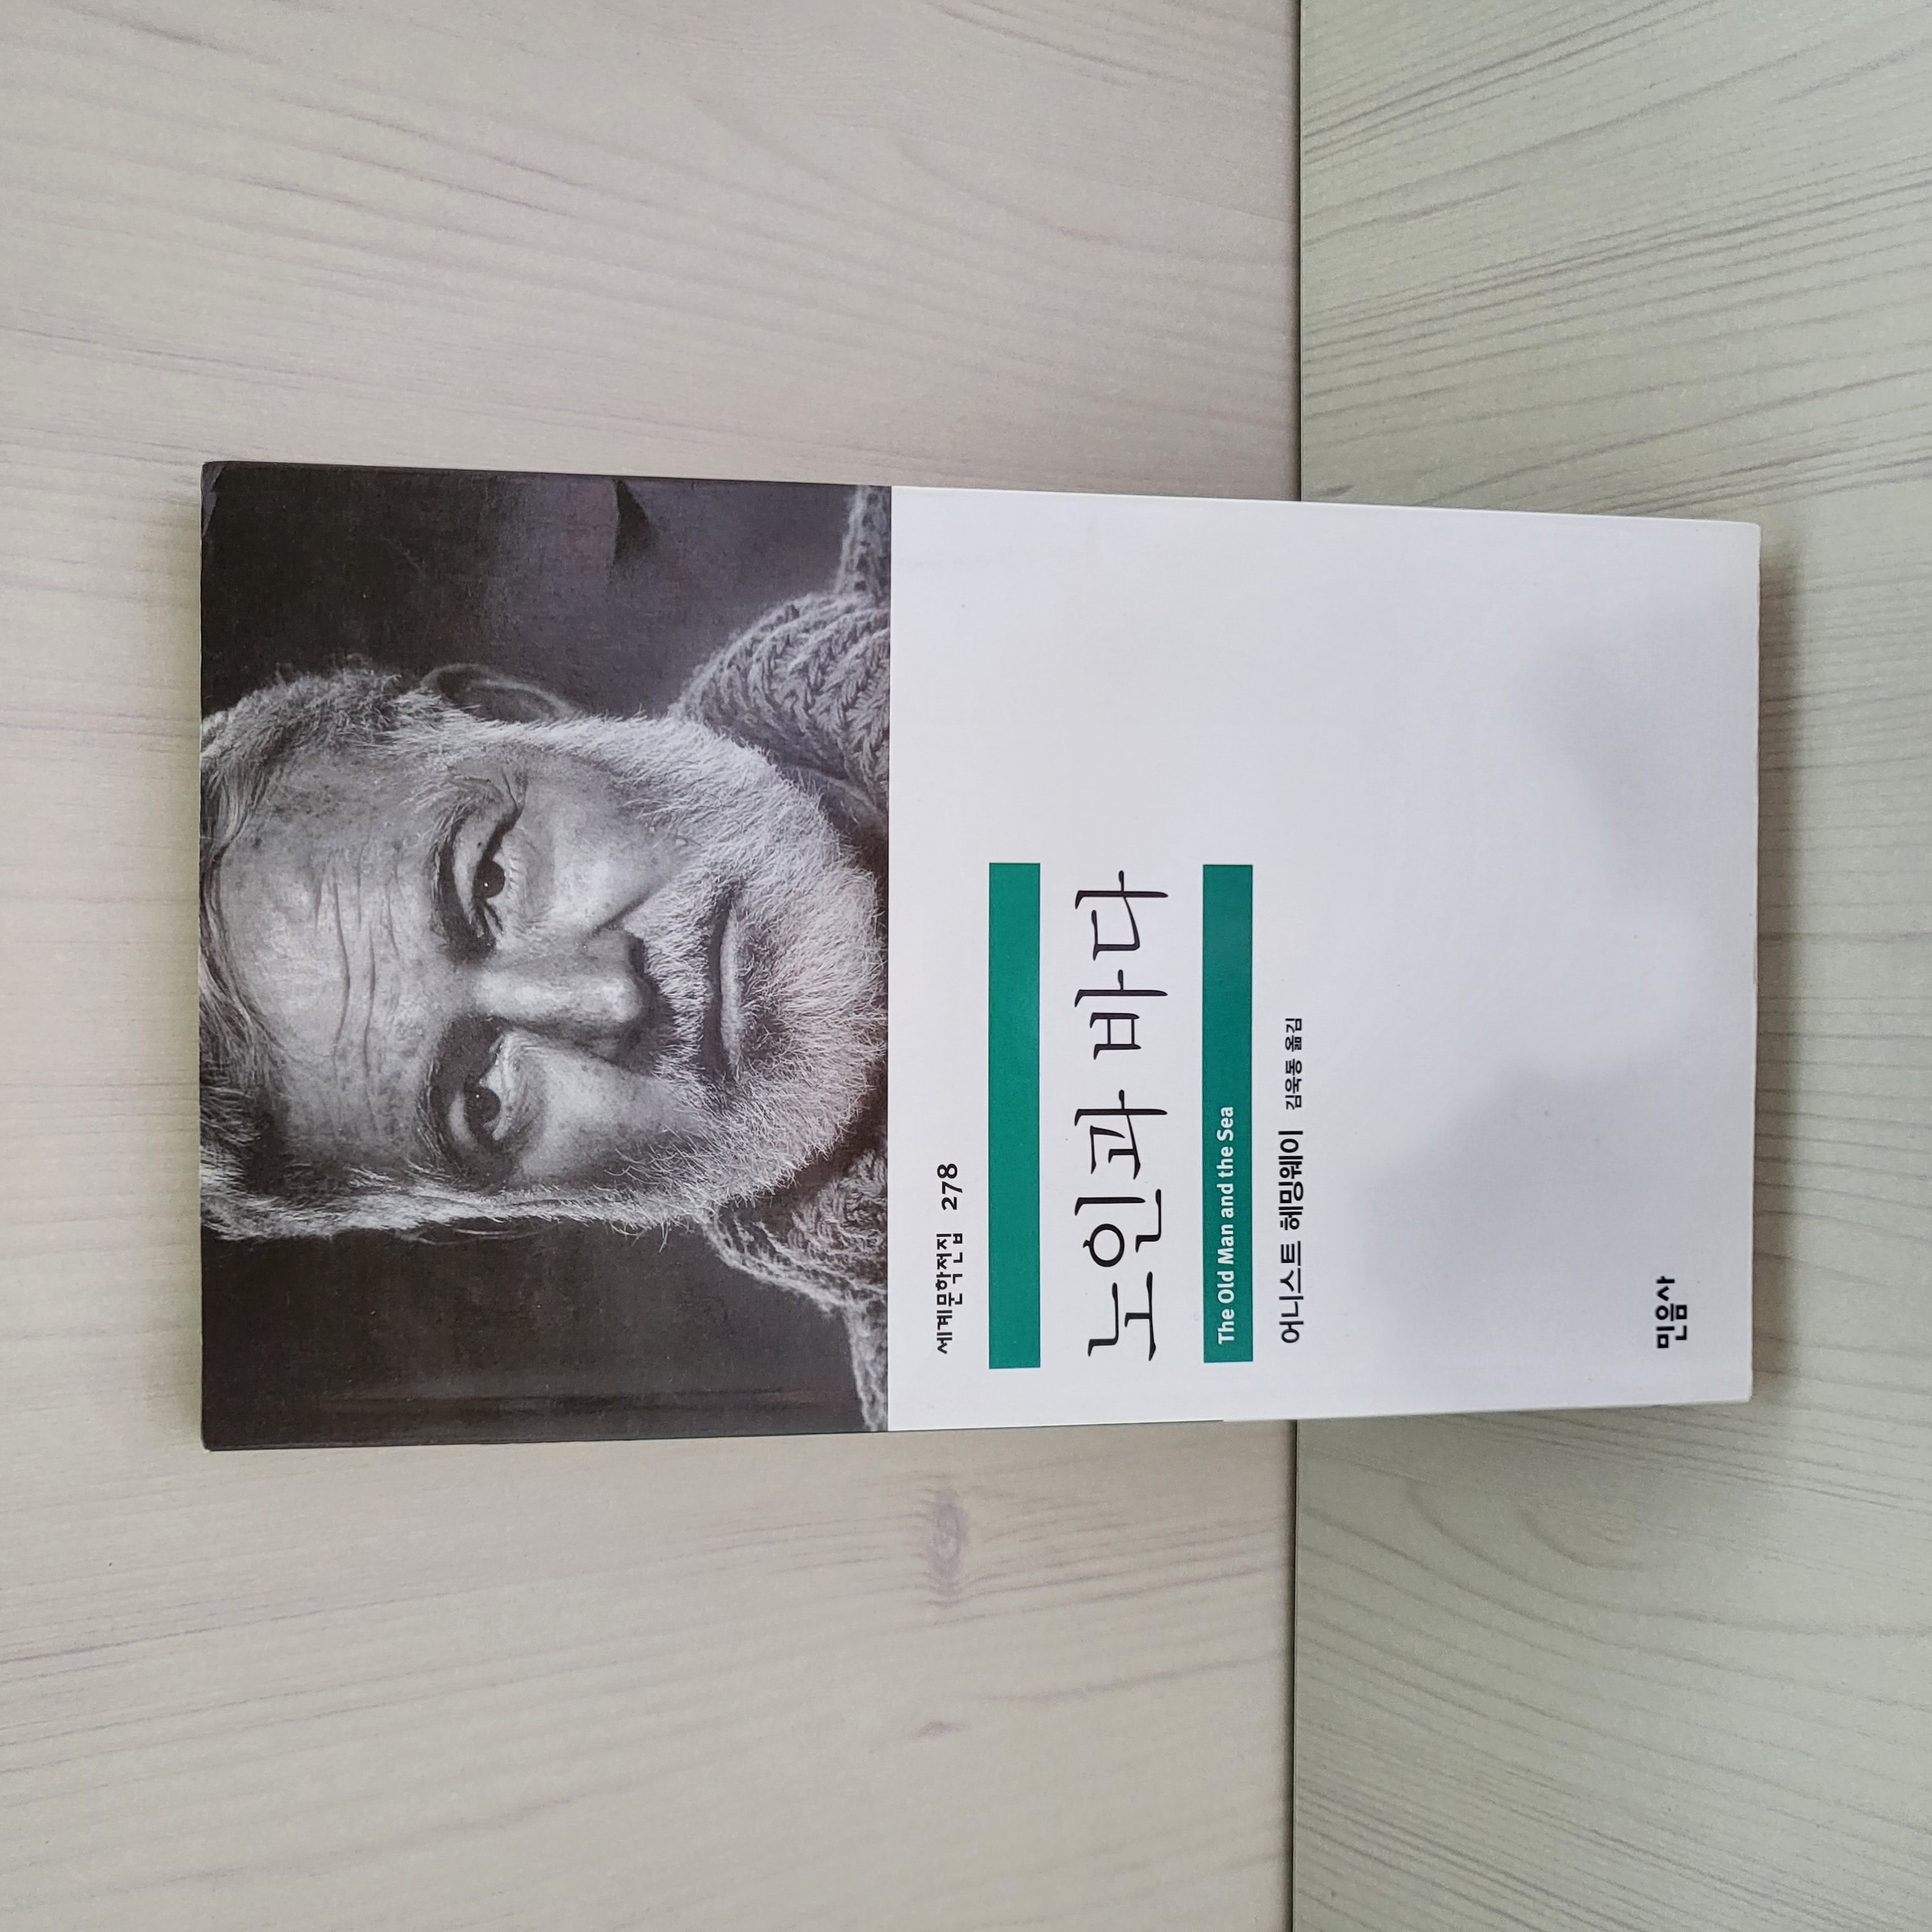 세계문학전집 278
노인과 바다
The Old Man and the Sea
어니스트 헤밍웨이 김욱동 옮김
민음사